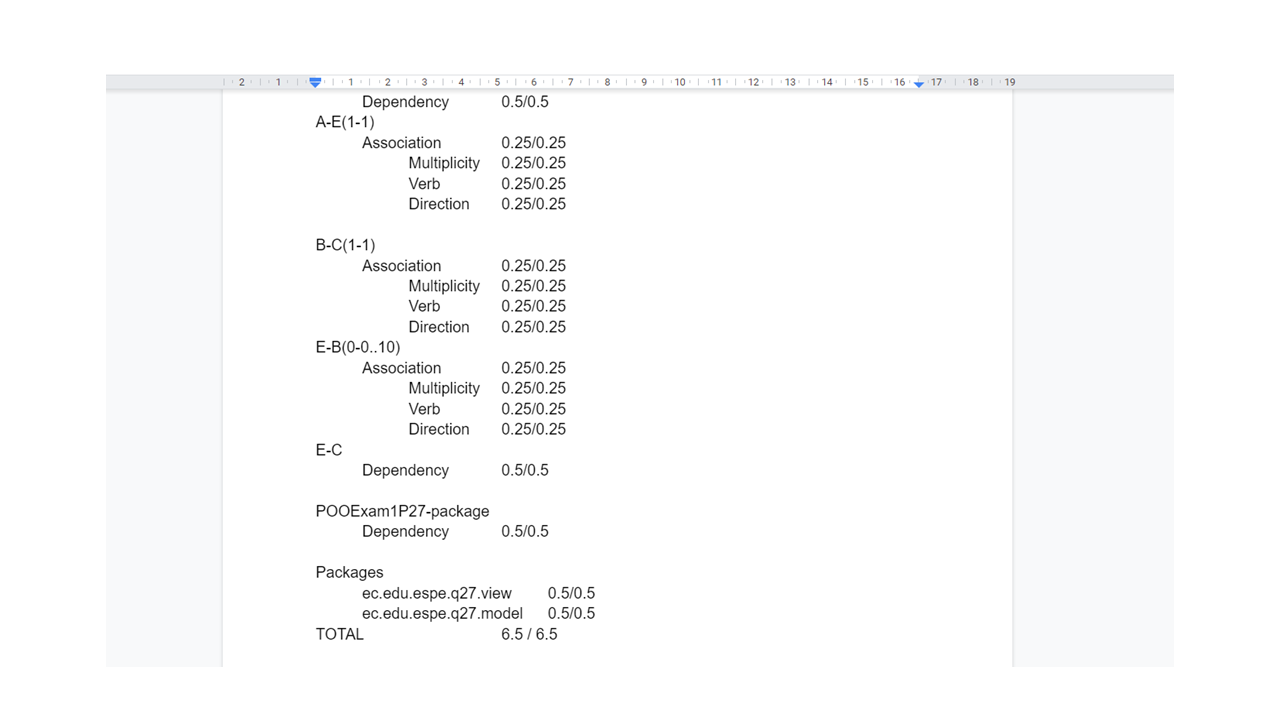 2 1 1 2 3 4 5 6 7 8 9 10 11 12 13 14 15 16 17 18 19
Dependency 0.5/0.5
A-E(1-1)
Association 0.25/0.25
Multiplicity 0.25/0.25
Verb 0.25/0.25
Direction 0.25/0.25
B-C(1-1)
Association 0.25/0.25
Multiplicity 0.25/0.25
Verb 0.25/0.25
Direction 0.25/0.25
E-B(0-0..10)
Association 0.25/0.25
Multiplicity 0.25/0.25
Verb 0.25/0.25
Direction 0.25/0.25
E-C
Dependency 0.5/0.5
POOExam1P27-package
Dependency 0.5/0.5
Packages
ec.edu.espe.q27.view 0.5/0.5
ec.edu.espe.q27.model 0.5/0.5
TOTAL 6.5 / 6.5